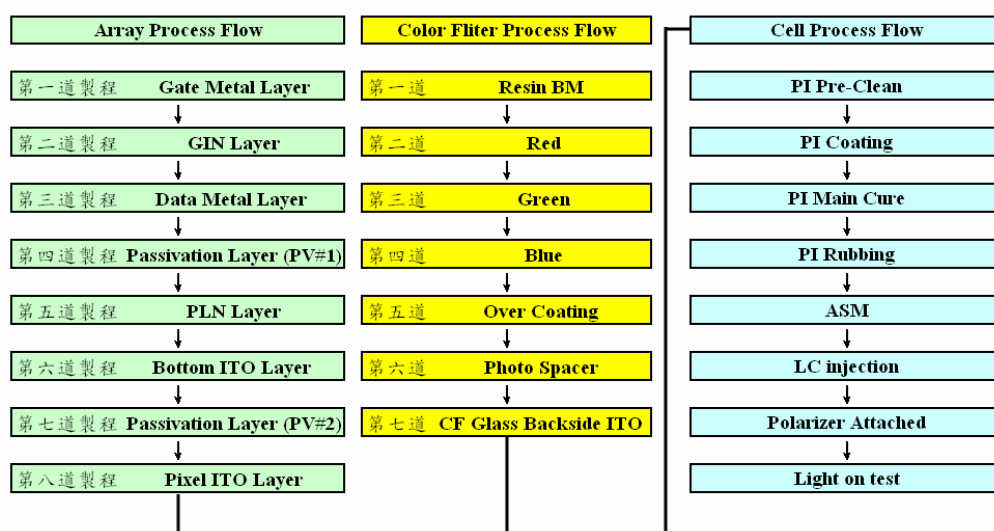 Array Process Flow
第一道製程 Gate Metal Layer
第二道製程 GIN Layer
第三道製程 Data Metal Layer
第四道製程 Passivation Layer (PV#1)
第五道製程 PLN Layer
第六道製程 Bottom ITO Layer
第七道製程 Passivation Layer (PV#2)
第八道製程 Pixel ITO Layer
Color Fliter Process Flow
第一道 Resin BM
第二道 Red
第三道 Green
第四道 Blue
第五道 Over Coating
第六道 Photo Spacer
第七道 CF Glass Backside ITO
Cell Process Flow
PI Pre-Clean
PI Coating
PI Main Cure
PI Rubbing
ASM
LC injection
Polarizer Attached
Light on test